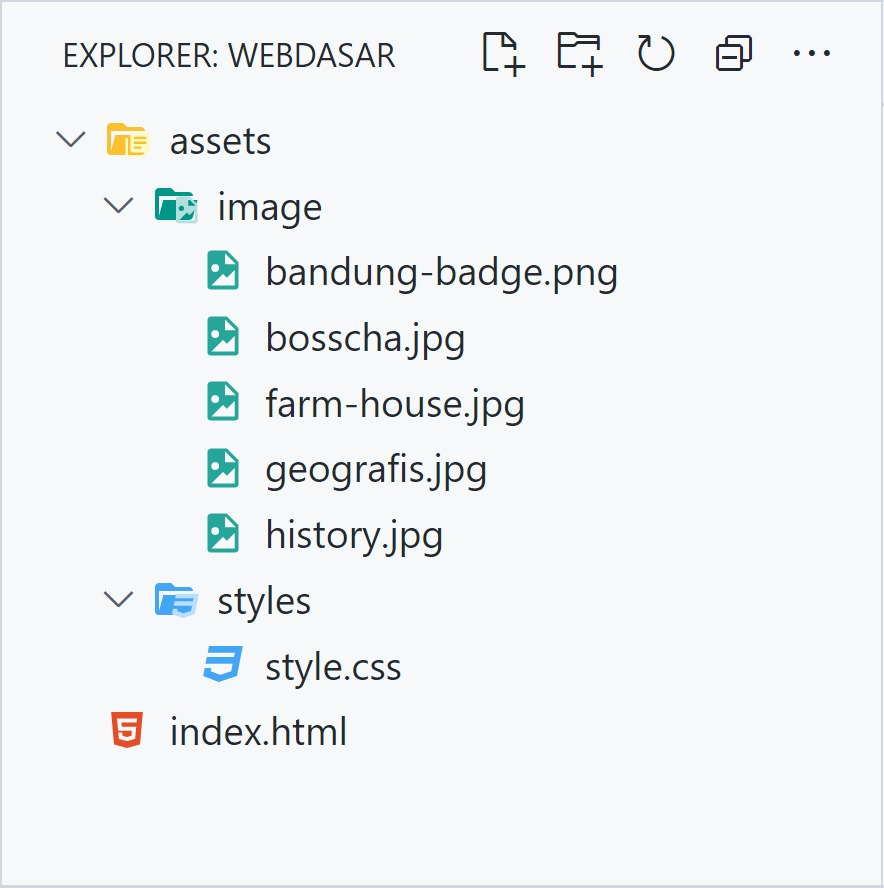 EXPLORER: WEBDASAR
assets
image
bandung-badge.png
bosscha.jpg
farm-house.jpg
geografis.jpg
history.jpg
styles
style.css
index.html